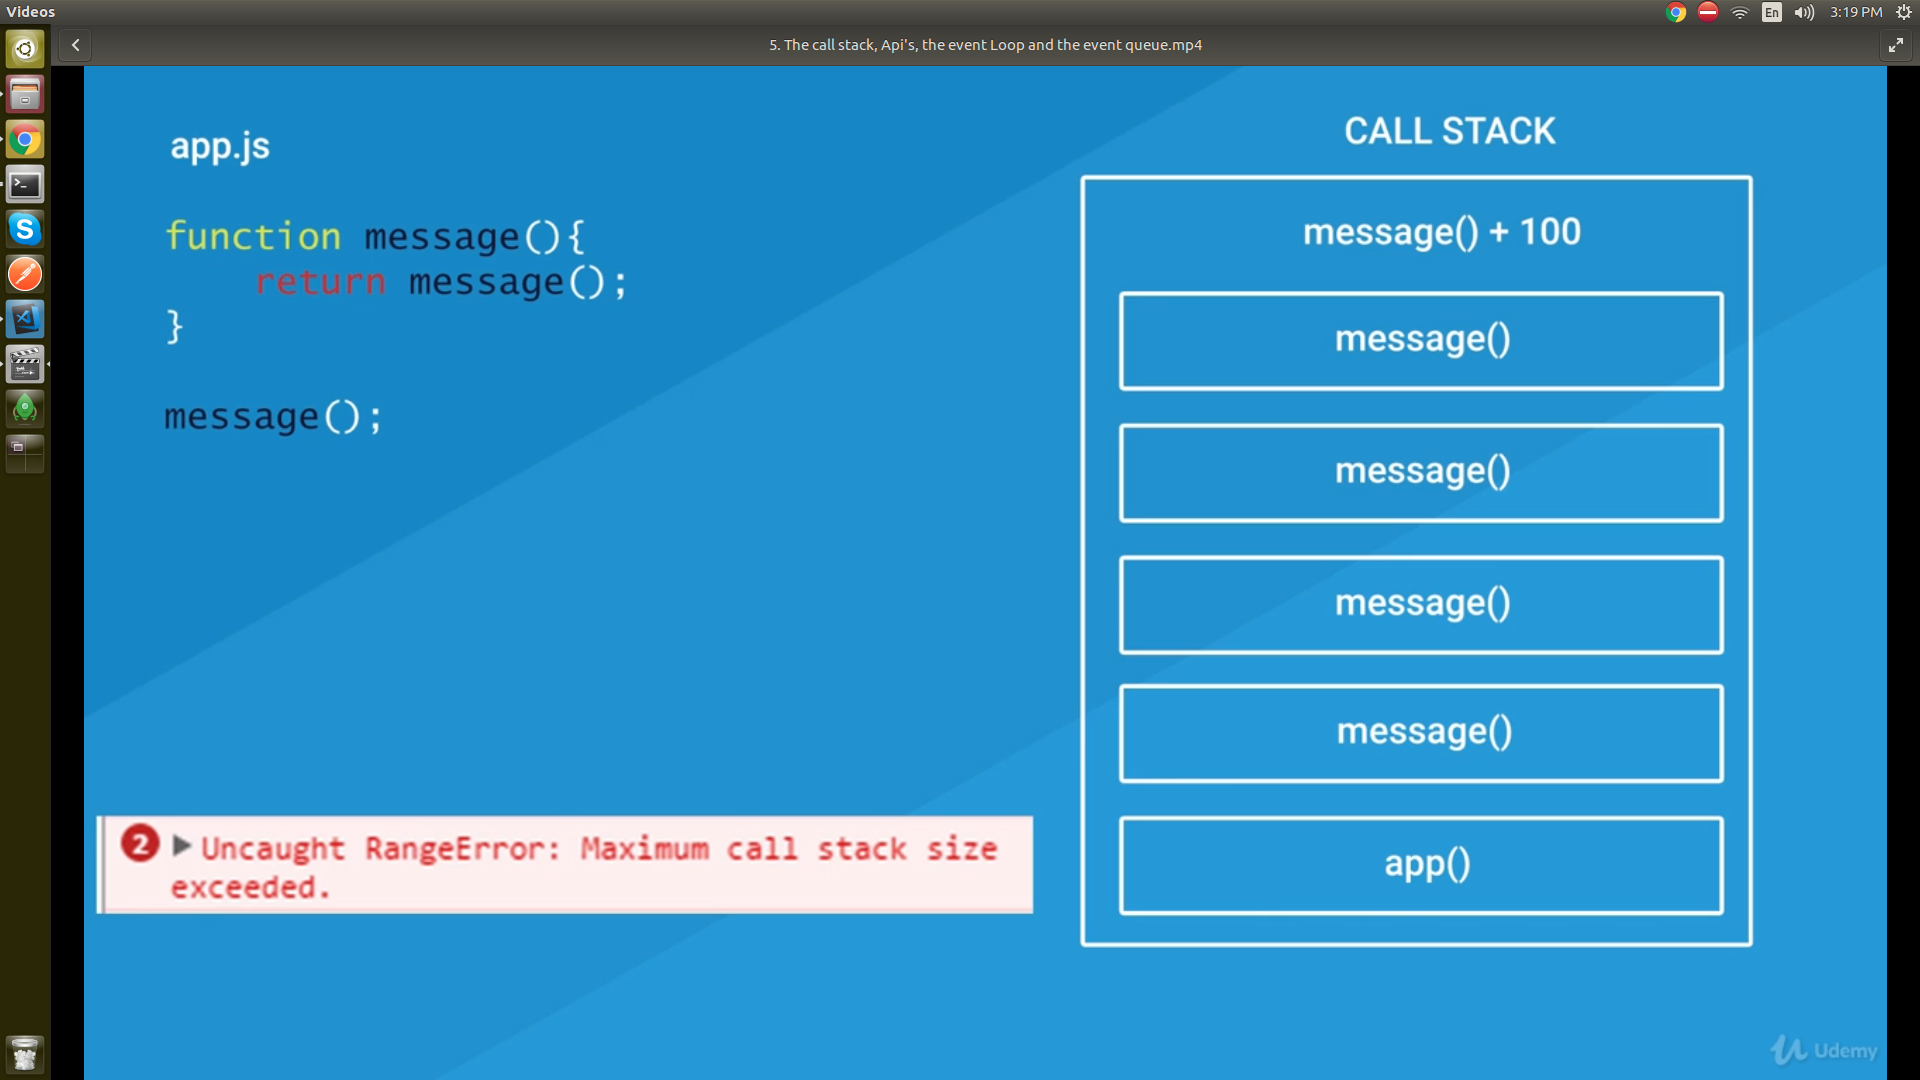 Videos
En
3:19 PM
5. The call stack, Api's, the event Loop and the event queue.mp4
app.js
function message(){
return message();
}
message();
2 Uncaught RangeError: Maximum call stack size
exceeded.
CALL STACK
message() + 100
message()
message()
message()
message()
app()
Udemy